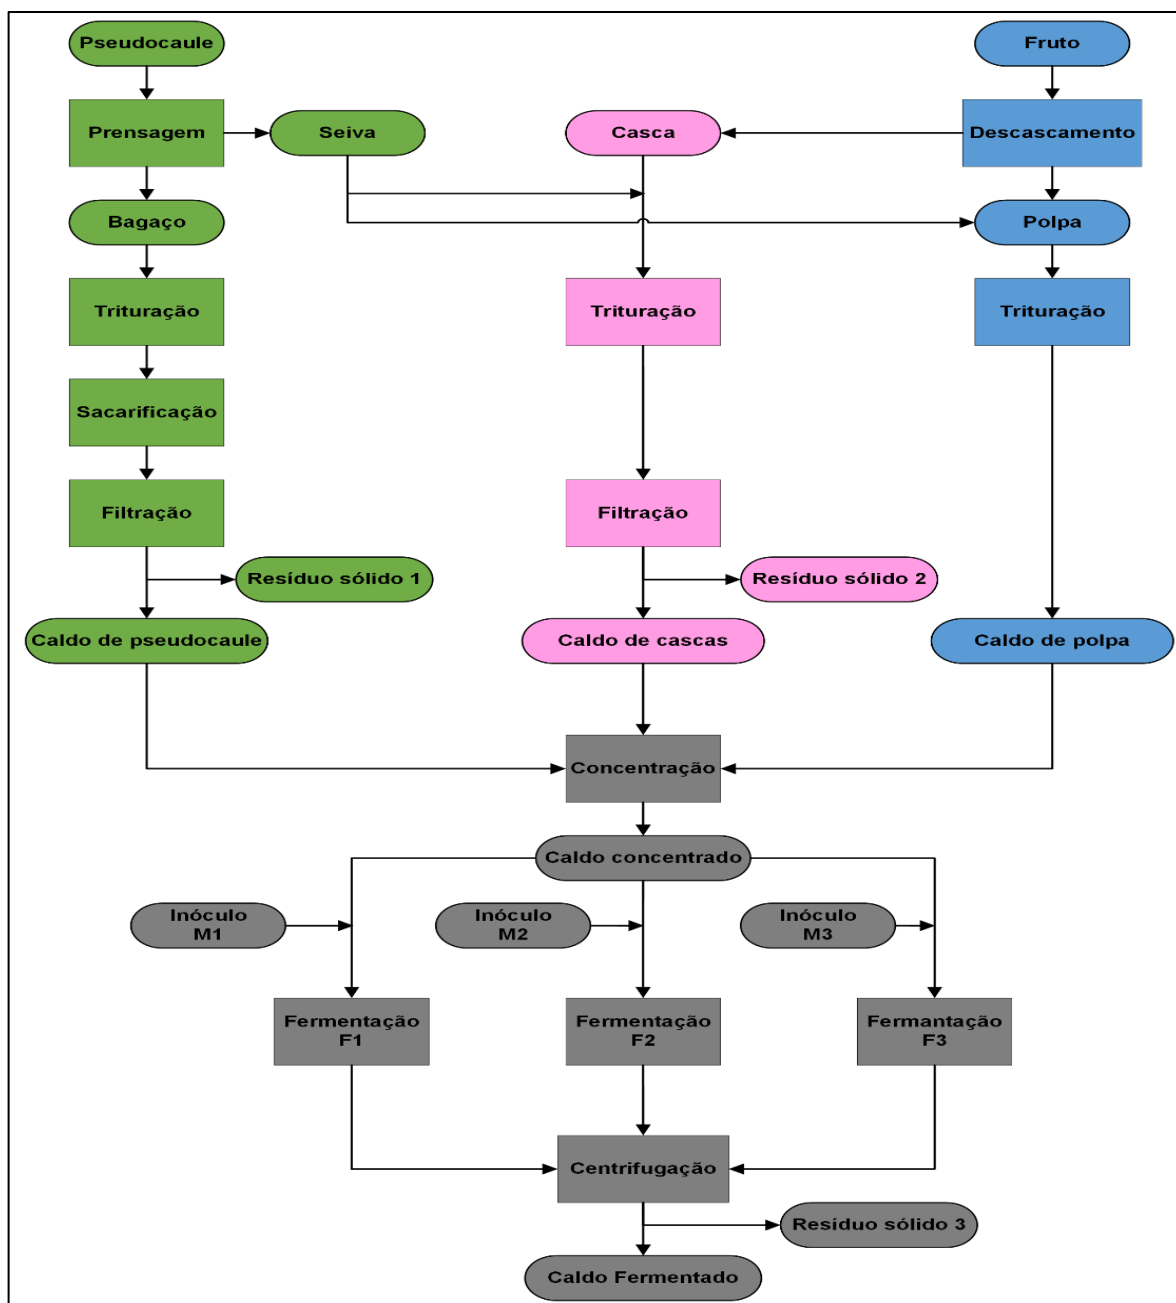 Pseudocaule
Fruto
Prensagem
Seiva
Casca
Descascamento
Bagaço
Polpa
Trituração
Trituração
Trituração
Sacarificação
Filtração
Filtração
Resíduo sólido 1
Resíduo sólido 2
Caldo de pseudocaule
Caldo de cascas
Caldo de polpa
Concentração
Caldo concentrado
Inóculo
M1
Inóculo
M2
Inóculo
M3
Fermentação
F1
Fermentação
F2
Fermantação
F3
Centrifugação
Resíduo sólido 3
Caldo Fermentado